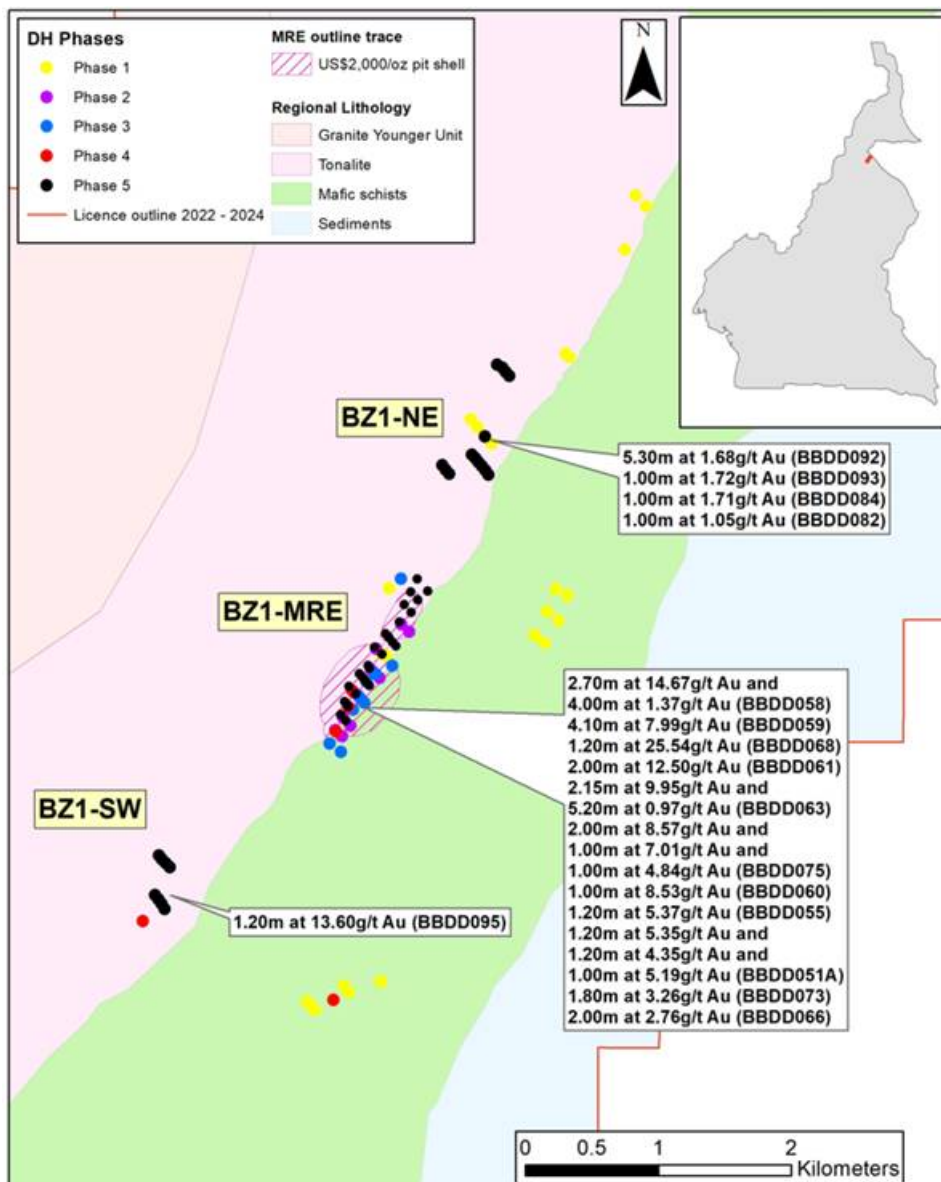 DH Phases
Phase 1
Phase 2
Phase 3
Phase 4
Phase 5
Licence outline 2022 - 2024
MRE outline trace
US$2,000/oz pit shell
Regional Lithology
Granite Younger Unit
Tonalite
Mafic schists
Sediments
N
BZ1-NE
5.30m at 1.68g/t Au (BBDD092)
1.00m at 1.72g/t Au (BBDD093)
1.00m at 1.71g/t Au (BBDD084)
1.00m at 1.05g/t Au (BBDD082)
BZ1-MRE
2.70m at 14.67g/t Au and
4.00m at 1.37g/t Au (BBDD058)
4.10m at 7.99g/t Au (BBDD059)
1.20m at 25.54g/t Au (BBDD068)
2.00m at 12.50g/t Au (BBDD061)
2.15m at 9.95g/t Au and
5.20m at 0.97g/t Au (BBDD063)
2.00m at 8.57g/t Au and
1.00m at 7.01g/t Au and
1.00m at 4.84g/t Au (BBDD075)
1.00m at 8.53g/t Au (BBDD060)
1.20m at 5.37g/t Au (BBDD055)
1.20m at 5.35g/t Au and
1.20m at 4.35g/t Au and
1.00m at 5.19g/t Au (BBDD051A)
1.80m at 3.26g/t Au (BBDD073)
2.00m at 2.76g/t Au (BBDD066)
BZ1-SW
1.20m at 13.60g/t Au (BBDD095)
0 0.5 1 2
Kilometers